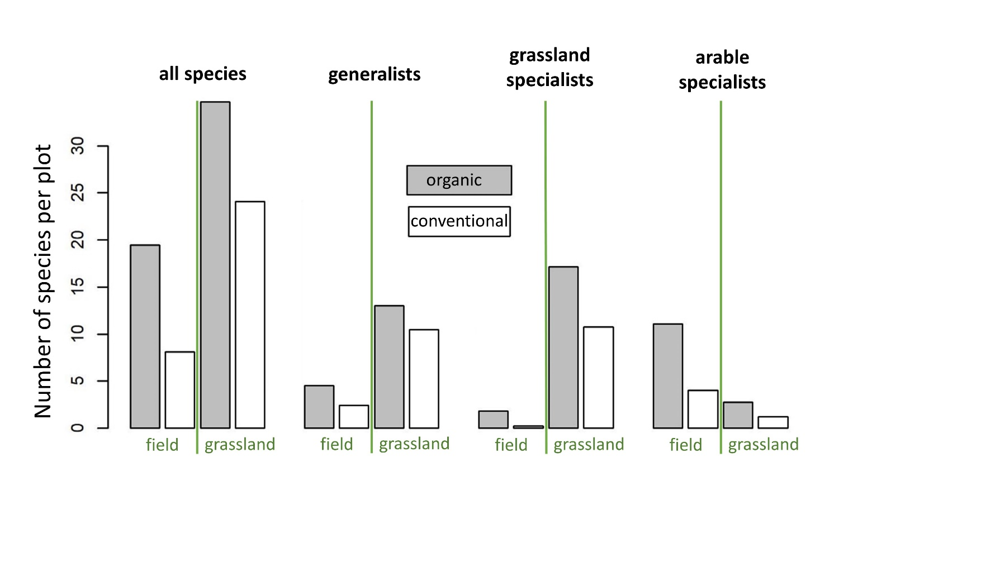 all species
generalists
grassland
specialists
arable
specialists
Number of species per plot
30
25
20
15
10
5
0
organic
conventional
field
grassland
field
grassland
field
grassland
field
grassland